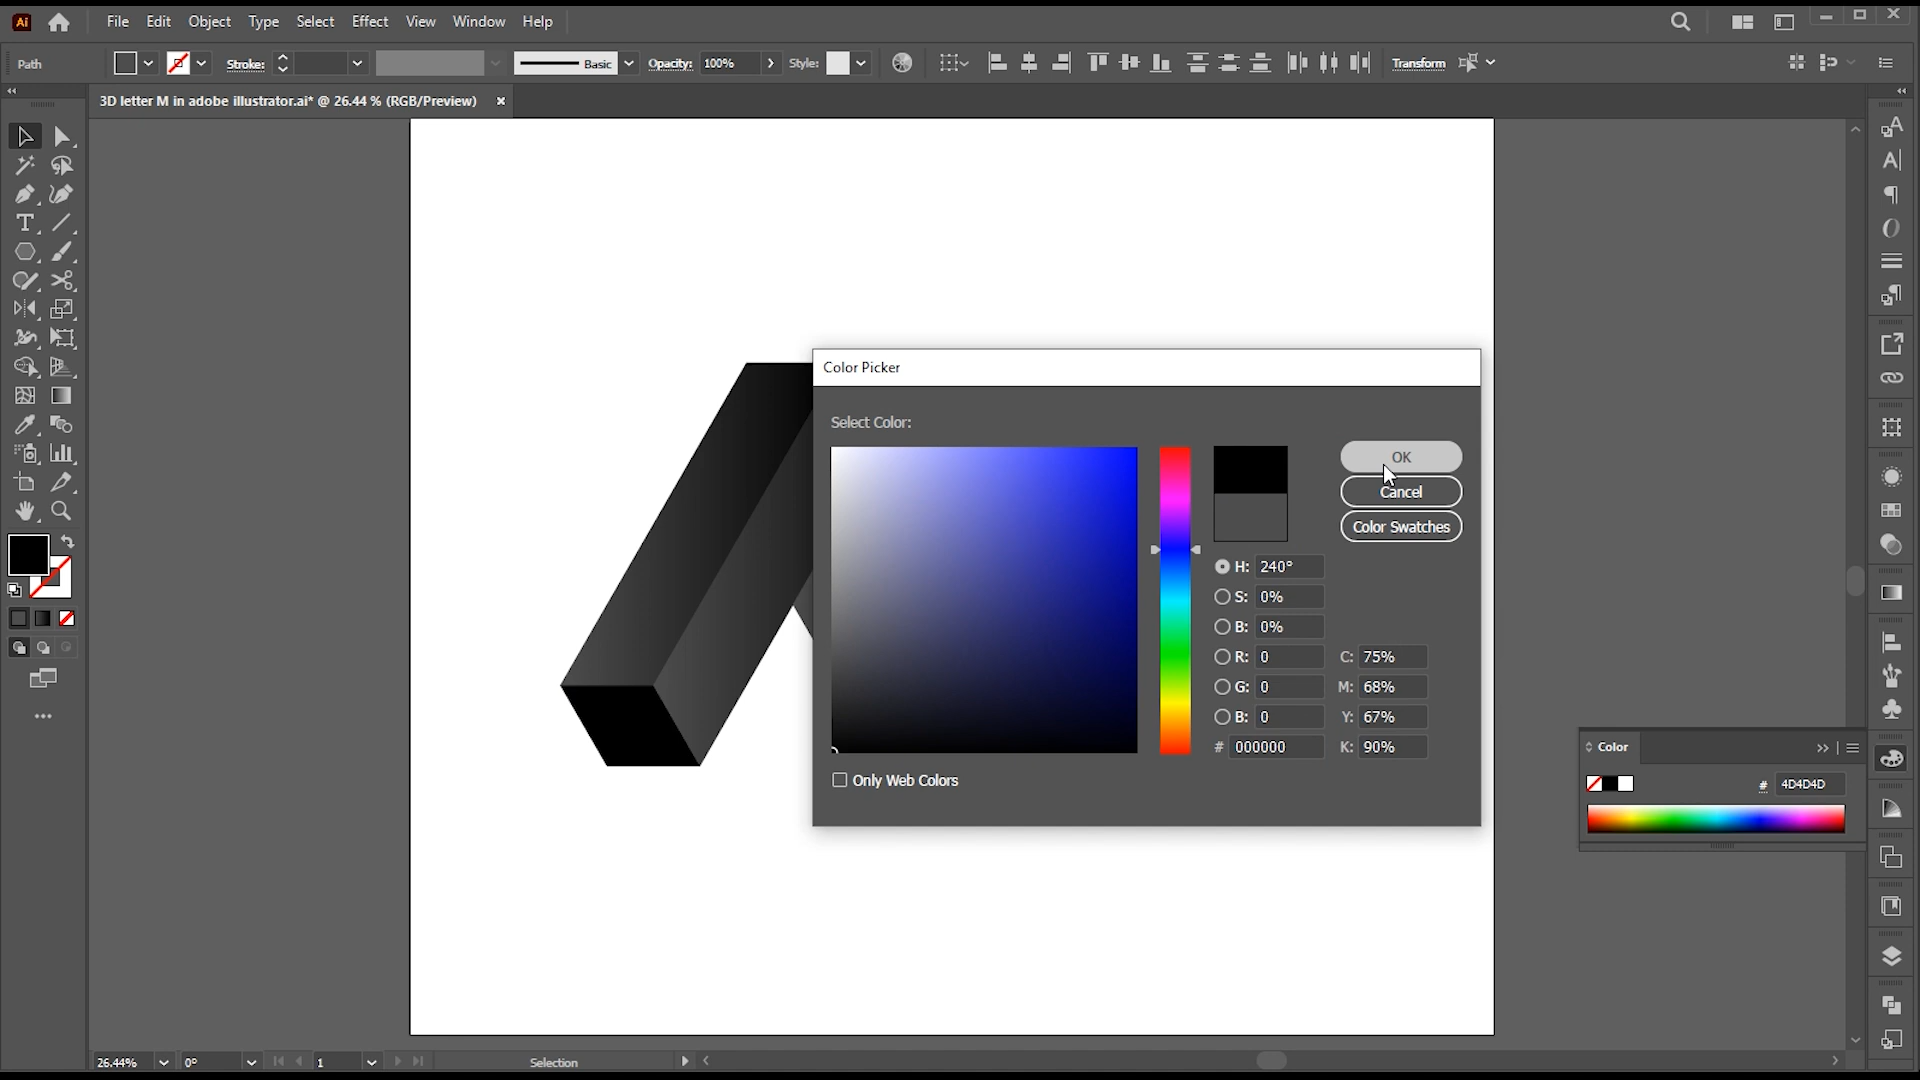 Ai File Edit Object Type Select Effect View Window Help
Path Stroke: Basic Opacity: 100% Style: Transform
3D letter M in adobe illustrator.ai* @ 26.44 % (RGB/Preview)
Color Picker
Select Color:
OK
Cancel
Color Swatches
H: 240°
S: 0%
B: 0%
R: 0 C: 75%
G: 0 M: 68%
B: 0 Y: 67%
# 000000 K: 90%
Only Web Colors
Color
# 4D4D4D
26.44% 0° 1 Selection